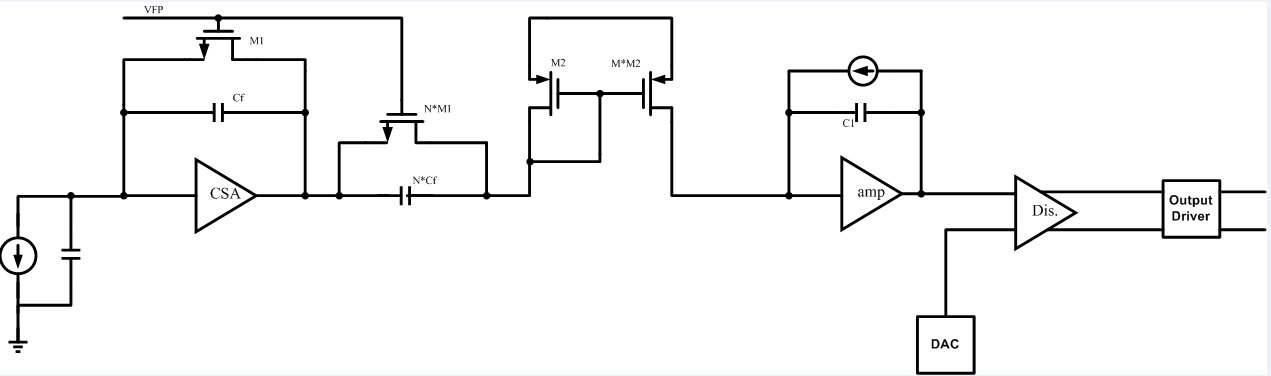 VFP
M1
Cf
CSA
N*M1
N*Cf
M2
M*M2
C1
amp
Dis.
Output
Driver
DAC